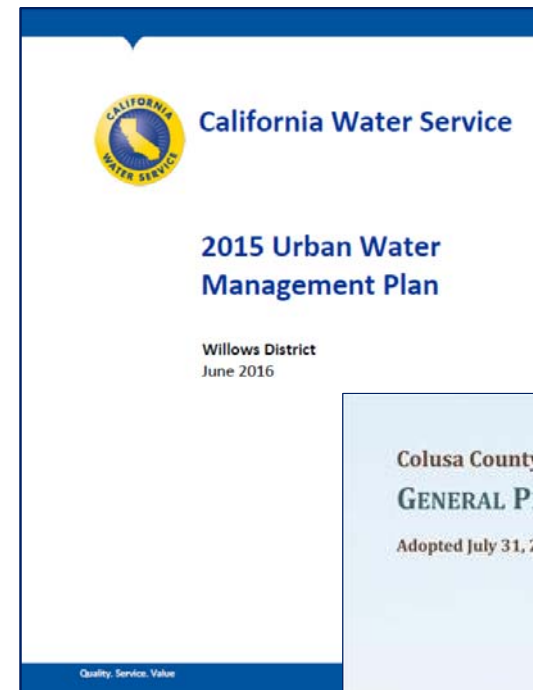 CALIFORNIA
WATER SERVICE
California Water Service
2015 Urban Water
Management Plan
Willows District
June 2016
Colusa County
GENERAL P
Adopted July 31, 2
Quality. Service. Value